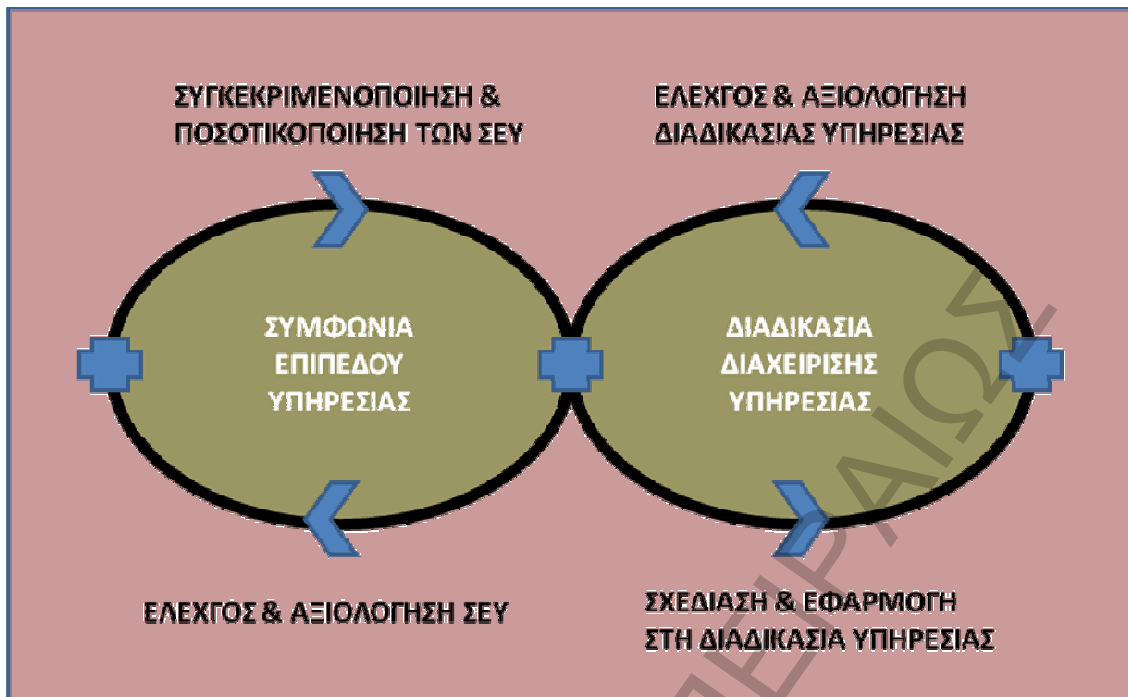 ΣΥΓΚΕΚΡΙΜΕΝΟΠΟΙΗΣΗ &
ΠΟΣΟΤΙΚΟΠΟΙΗΣΗ ΤΩΝ ΣΕΥ
ΕΛΕΧΓΟΣ & ΑΞΙΟΛΟΓΗΣΗ
ΔΙΑΔΙΚΑΣΙΑΣ ΥΠΗΡΕΣΙΑΣ
ΣΥΜΦΩΝΙΑ
ΕΠΙΠΕΔΟΥ
ΥΠΗΡΕΣΙΑΣ
ΔΙΑΔΙΚΑΣΙΑ
ΔΙΑΧΕΙΡΙΣΗΣ
ΥΠΗΡΕΣΙΑΣ
ΕΛΕΧΓΟΣ & ΑΞΙΟΛΟΓΗΣΗ ΣΕΥ
ΣΧΕΔΙΑΣΗ & ΕΦΑΡΜΟΓΗ
ΣΤΗ ΔΙΑΔΙΚΑΣΙΑ ΥΠΗΡΕΣΙΑΣ
ΠΕΙΡΑΙΩΣ